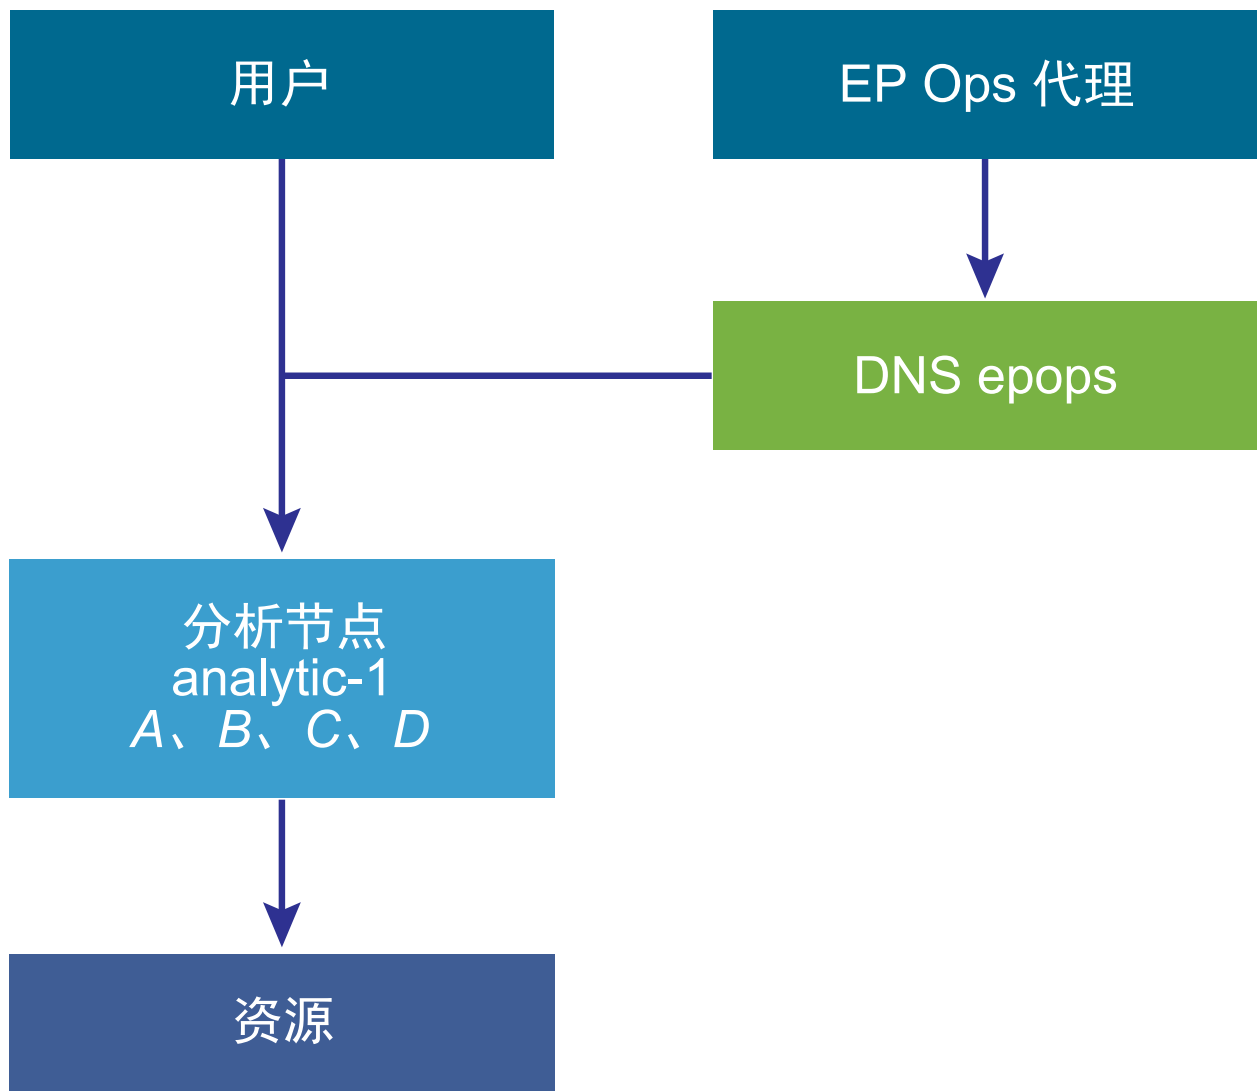 用户
EP Ops 代理
DNS epops
分析节点
analytic-1
A、B、C、D
资源